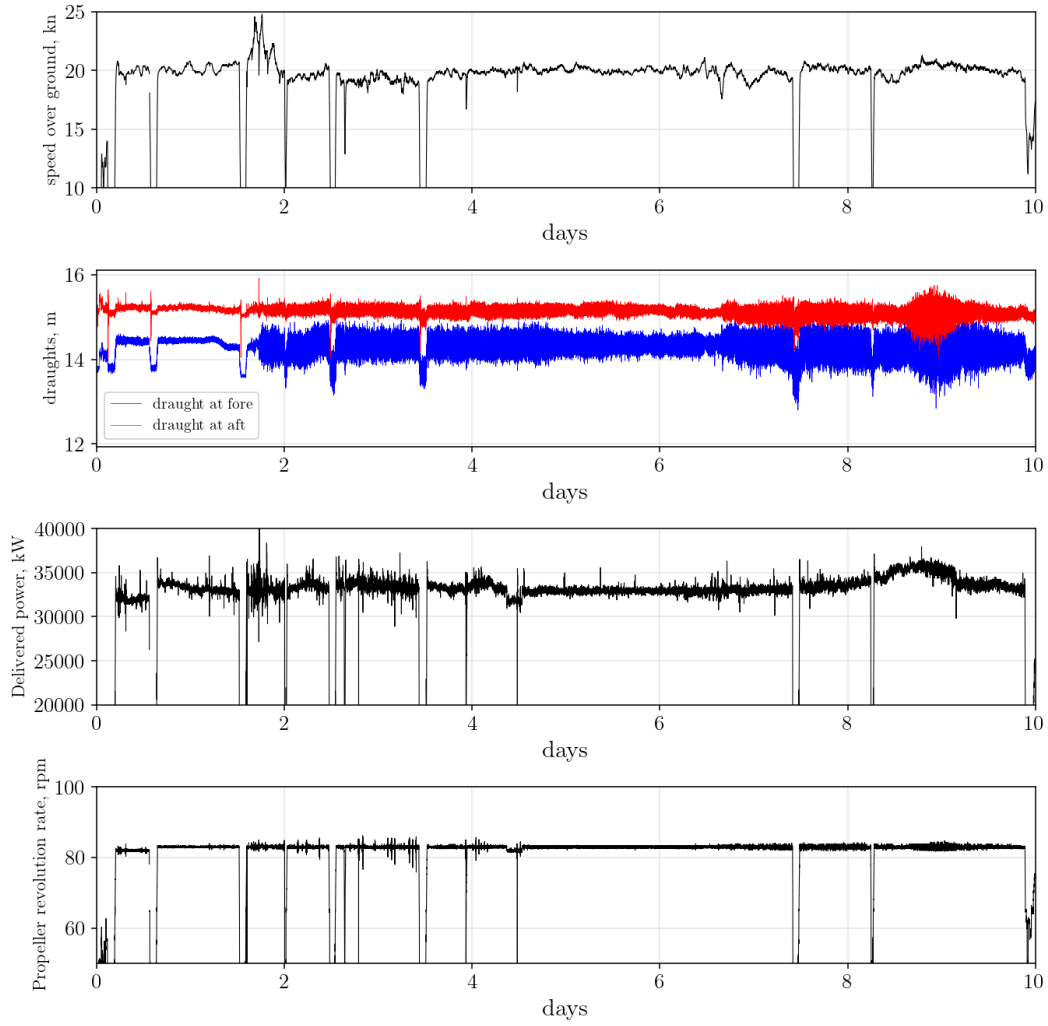 speed over ground, kn
25
20
15
10
0 2 4 6 8 10
days
draughts, m
16
14
12
draught at fore
draught at aft
0 2 4 6 8 10
days
Delivered power, kW
40000
35000
30000
25000
20000
0 2 4 6 8 10
days
Propeller revolution rate, rpm
100
80
60
0 2 4 6 8 10
days